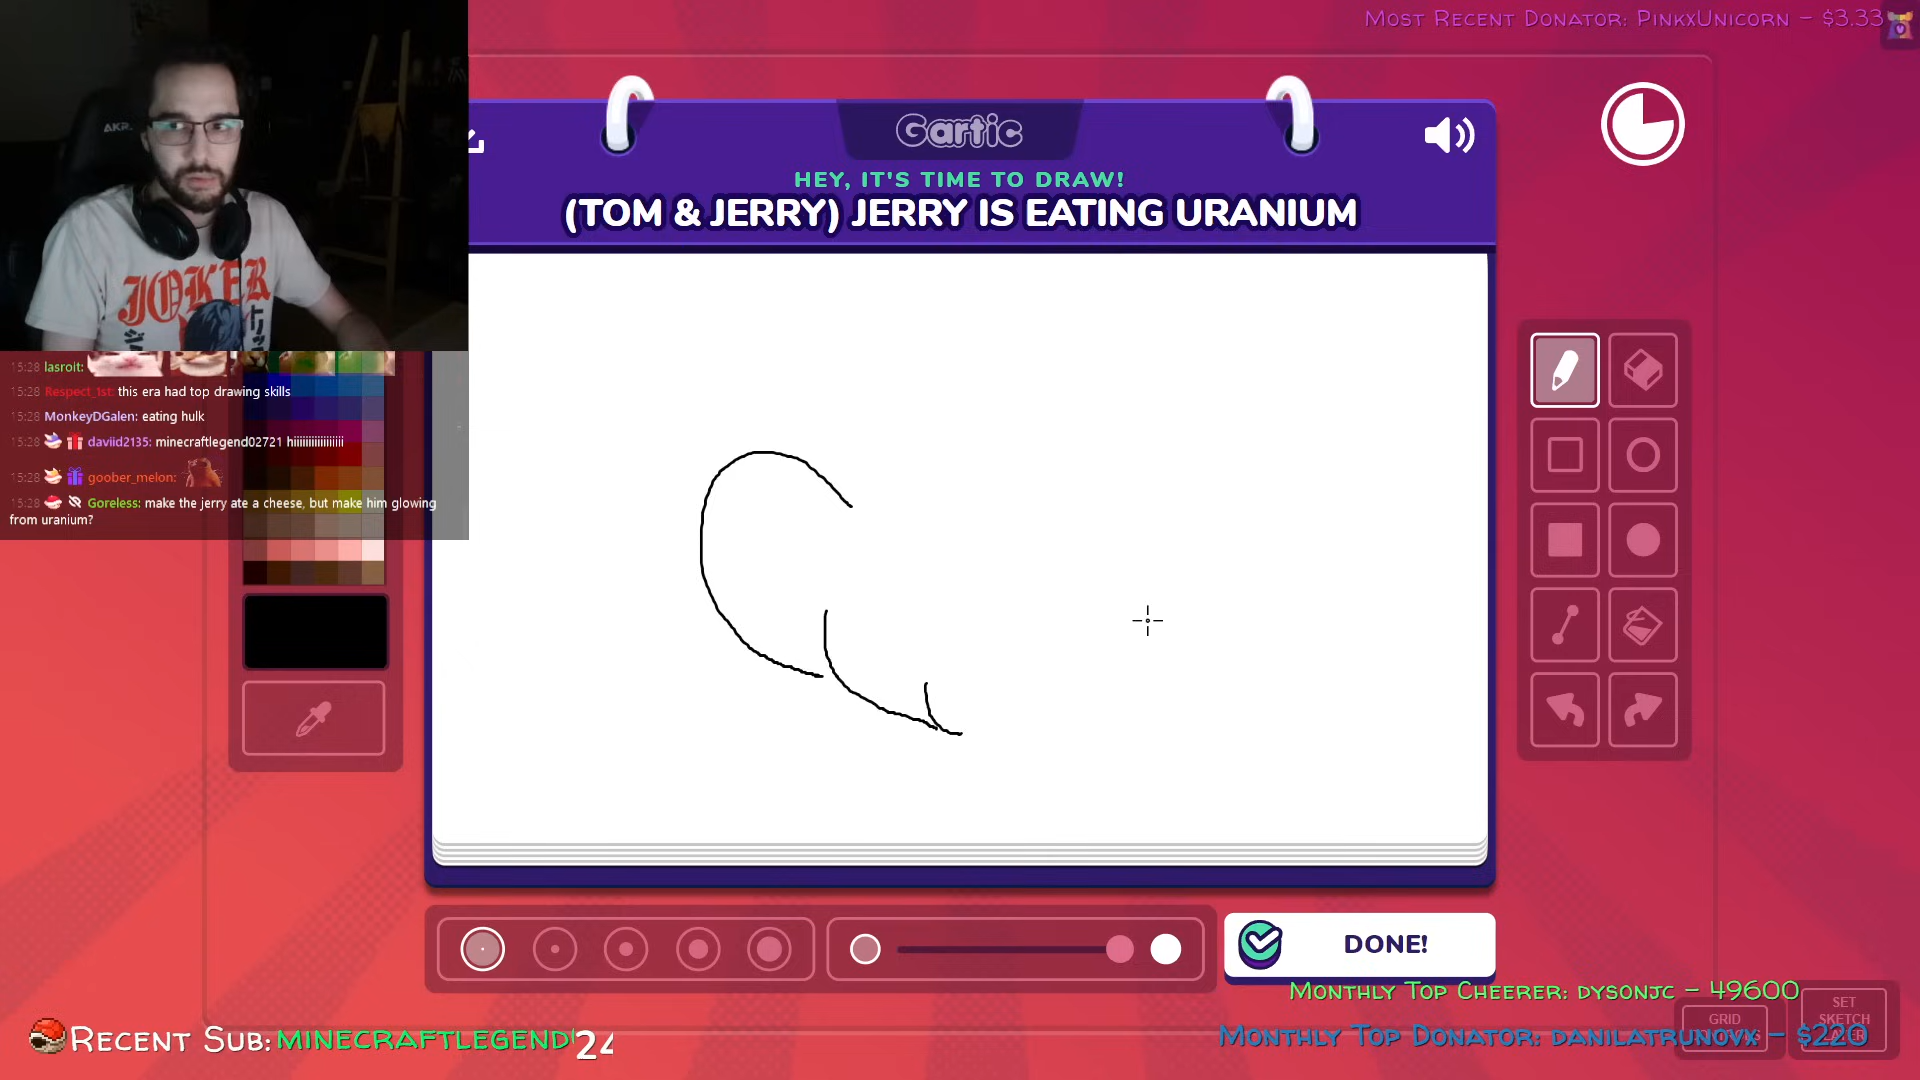 MOST RECENT DONATOR: PINKXUNICORN – $3.33
AKR
Gartic
HEY, IT'S TIME TO DRAW!
(TOM & JERRY) JERRY IS EATING URANIUM
JOKER
15:28 lasroit:
15:28 Respect_1st: this era had top drawing skills
15:28 MonkeyDGalen: eating hulk
15:28 daviid2135: minecraftlegend02721 hiiiiiiiiiiiiiiiii
15:28 goober_melon:
15:28 Goreless: make the jerry ate a cheese, but make him glowing
from uranium?
DONE!
MONTHLY TOP CHEERER: DYSONJC – 49600
SET
SKETCH
GRID
MONTHLY TOP DONATOR: DANILATRUNOVX – $220
RECENT SUB: MINECRAFTLEGEND
24